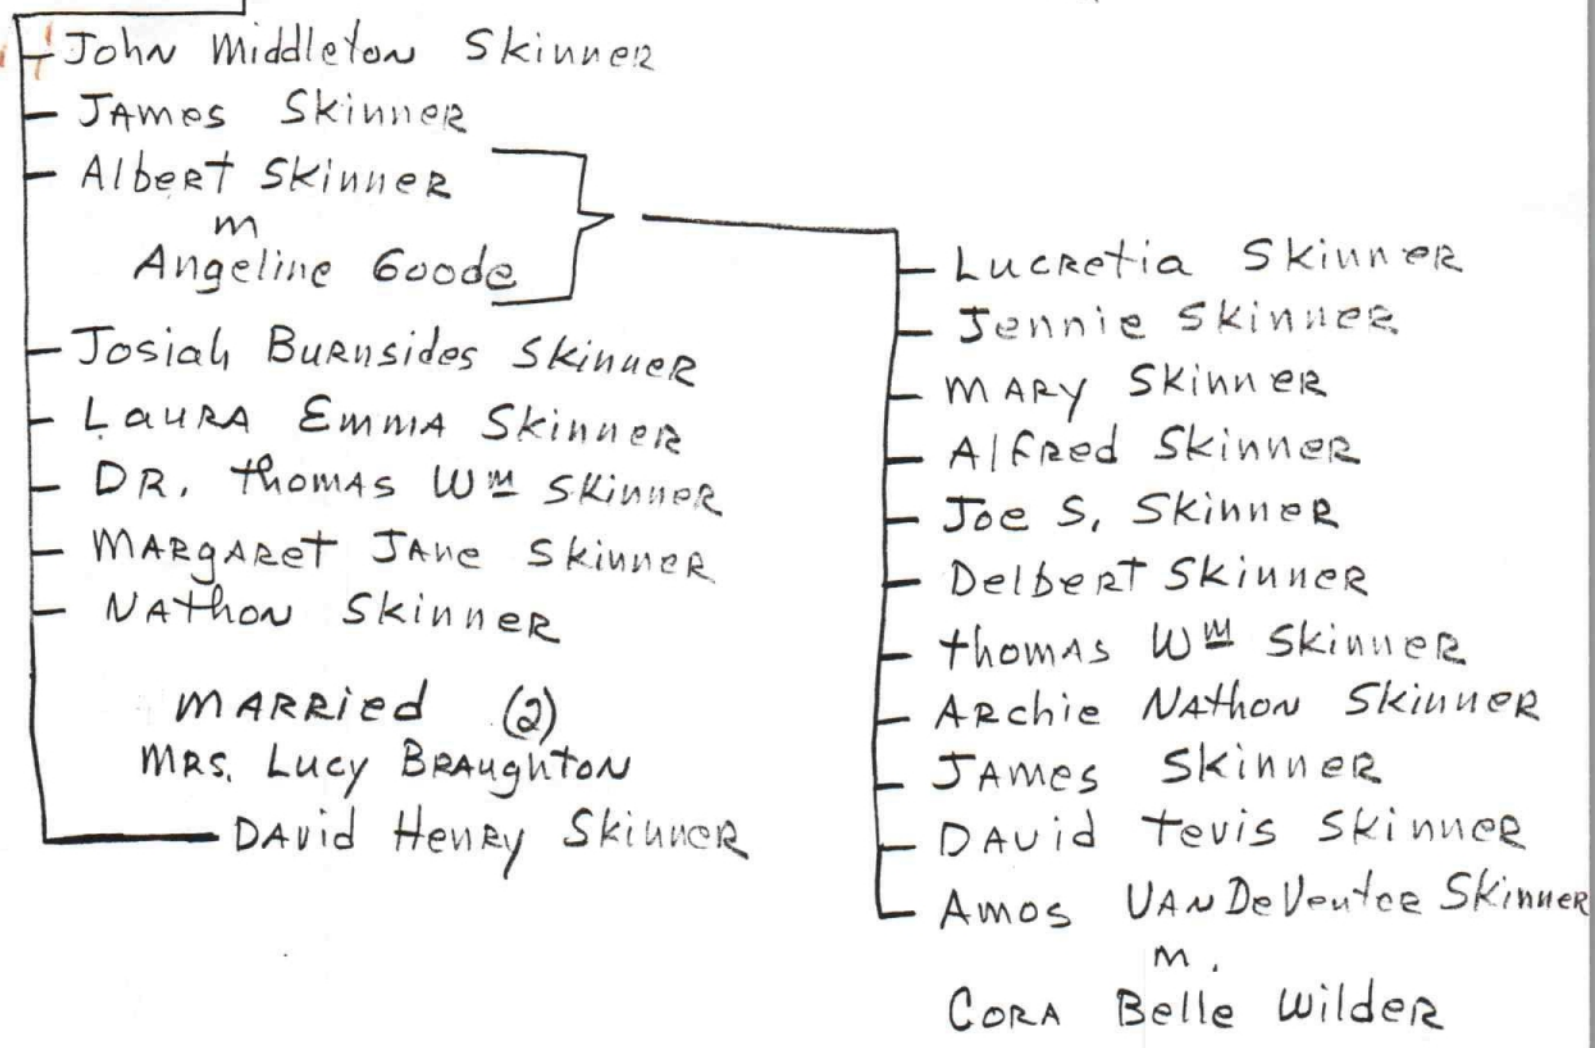 John Middleton Skinner
James Skinner
Albert Skinner
m
Angeline Goode
Josiah Burnsides Skinner
Laura Emma Skinner
DR. Thomas Wm Skinner
Margaret Jane Skinner
Nathon Skinner
Married (2)
Mrs. Lucy Braughton
David Henry Skinner
Lucretia Skinner
Jennie Skinner
Mary Skinner
Alfred Skinner
Joe S. Skinner
Delbert Skinner
Thomas Wm Skinner
Archie Nathon Skinner
James Skinner
David Tevis Skinner
Amos VanDeVenter Skinner
m.
Cora Belle Wilder